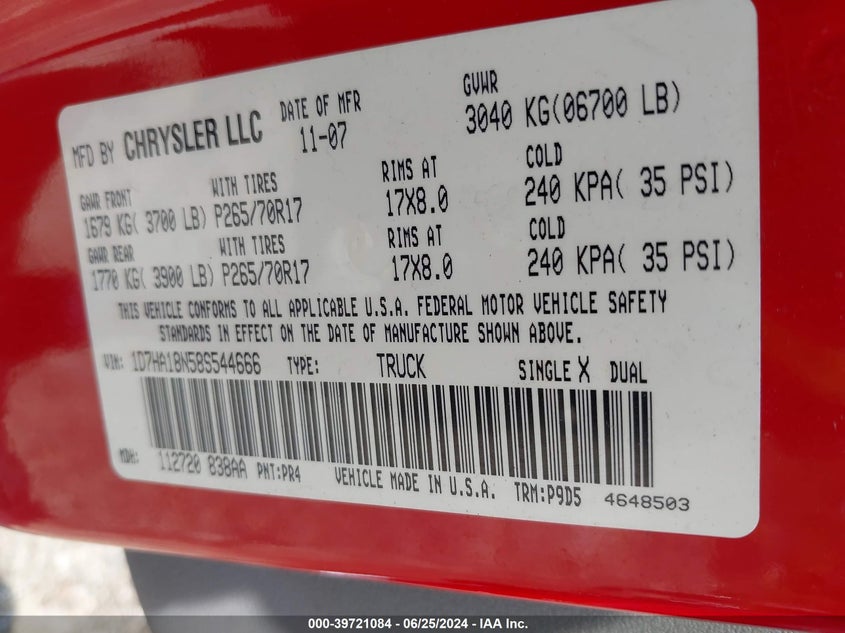 MFD BY CHRYSLER LLC DATE OF MFR 11-07 GVWR 3040 KG(06700 LB)
GAWR FRONT WITH TIRES RIMS AT COLD
1679 KG( 3700 LB) P265/70R17 17X8.0 240 KPA( 35 PSI)
GAWR REAR WITH TIRES RIMS AT COLD
1770 KG( 3900 LB) P265/70R17 17X8.0 240 KPA( 35 PSI)
THIS VEHICLE CONFORMS TO ALL APPLICABLE U.S.A. FEDERAL MOTOR VEHICLE SAFETY
STANDARDS IN EFFECT ON THE DATE OF MANUFACTURE SHOWN ABOVE.
VIN: 1D7HA18N58S544666 TYPE: TRUCK SINGLE X DUAL
MDH: 112720 838AA PNT:PR4 VEHICLE MADE IN U.S.A. TRM:P9D5 4648503
000-39721084 - 06/25/2024 - IAA Inc.